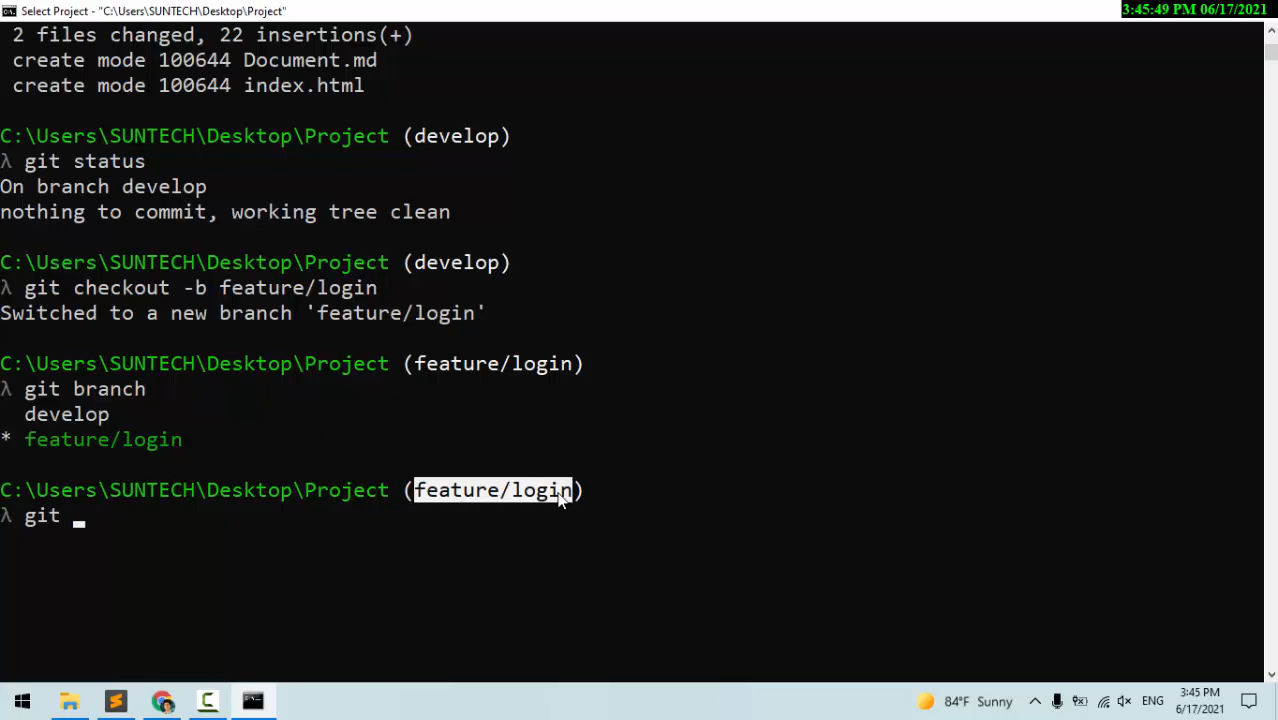 Select Project - "C:\Users\SUNTECH\Desktop\Project"
3:45:49 PM 06/17/2021
2 files changed, 22 insertions(+)
create mode 100644 Document.md
create mode 100644 index.html
C:\Users\SUNTECH\Desktop\Project (develop)
λ git status
On branch develop
nothing to commit, working tree clean
C:\Users\SUNTECH\Desktop\Project (develop)
λ git checkout -b feature/login
Switched to a new branch 'feature/login'
C:\Users\SUNTECH\Desktop\Project (feature/login)
λ git branch
develop
* feature/login
C:\Users\SUNTECH\Desktop\Project (feature/login)
λ git _
84°F Sunny
ENG
3:45 PM
6/17/2021